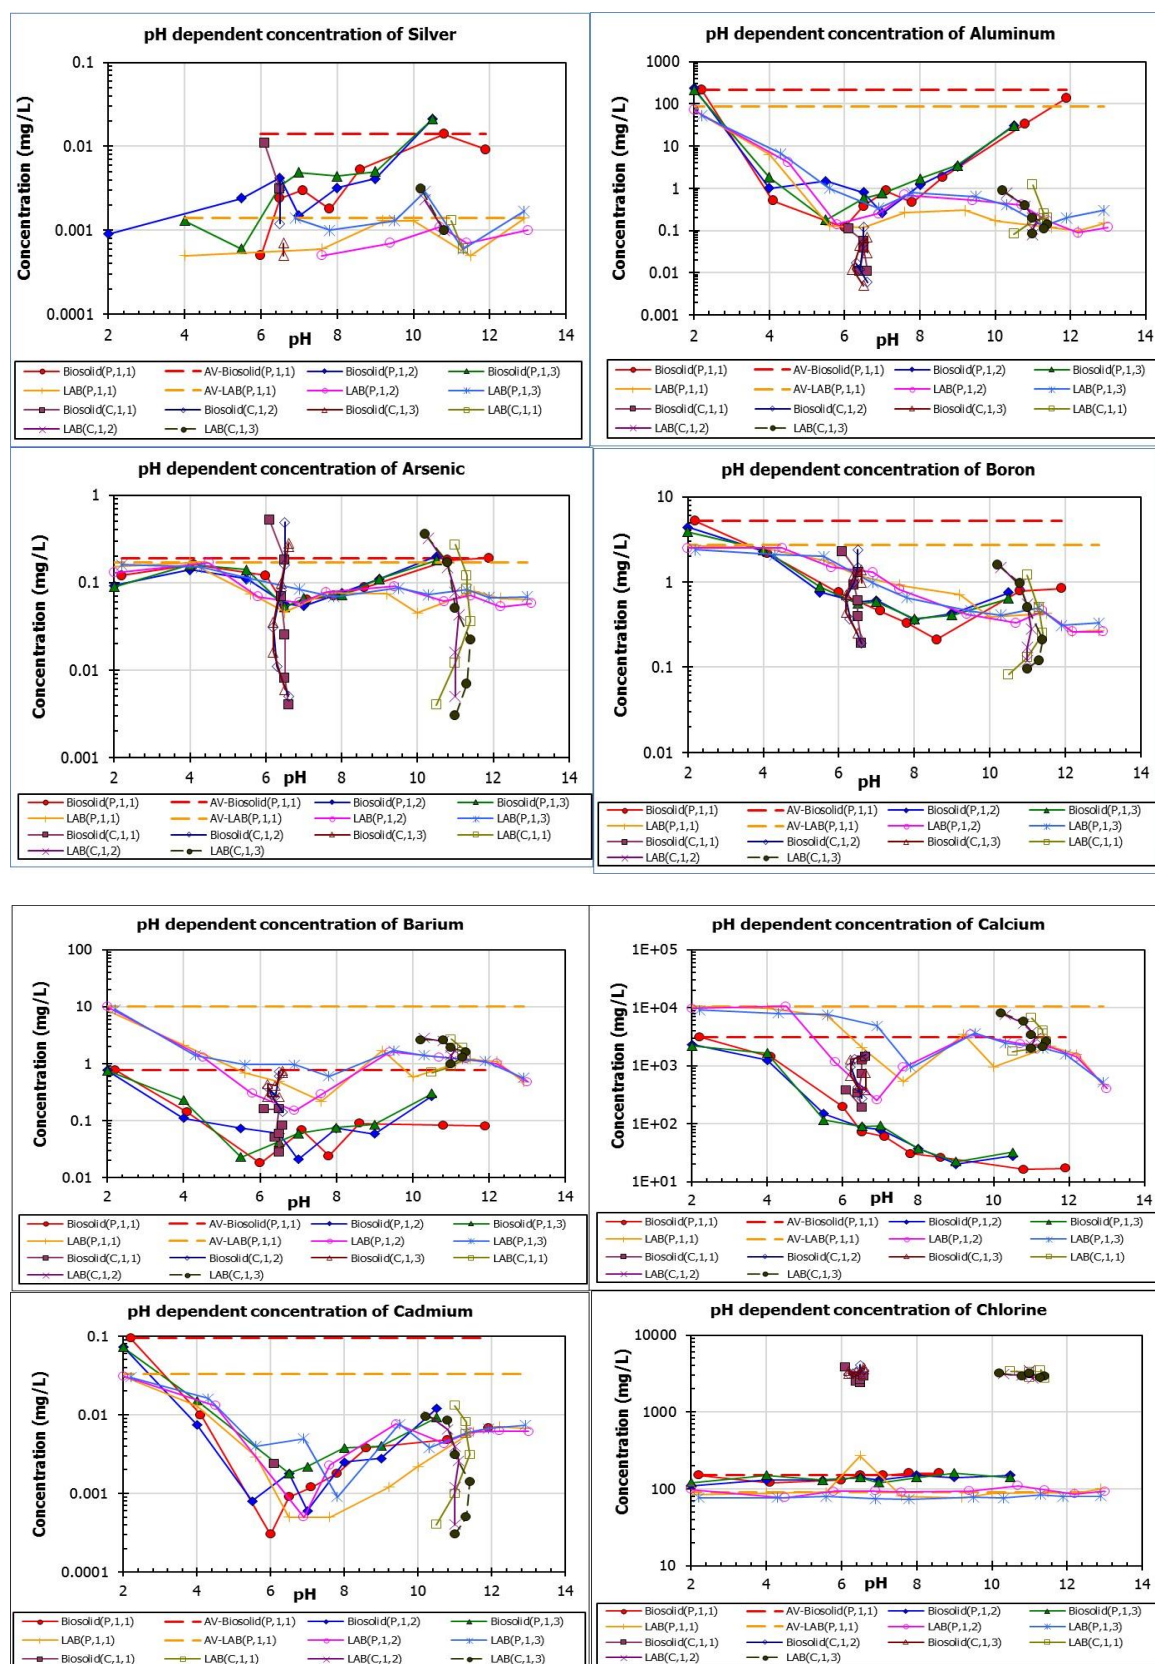 pH dependent concentration of Silver
Concentration (mg/L)
0.1
0.01
0.001
0.0001
2 4 6 8 10 12 14
pH
Biosolid(P,1,1) AV-Biosolid(P,1,1) Biosolid(P,1,2) Biosolid(P,1,3)
LAB(P,1,1) AV-LAB(P,1,1) LAB(P,1,2) LAB(P,1,3)
Biosolid(C,1,1) Biosolid(C,1,2) Biosolid(C,1,3) LAB(C,1,1)
LAB(C,1,2) LAB(C,1,3)
pH dependent concentration of Aluminum
Concentration (mg/L)
1000
100
10
1
0.1
0.01
0.001
2 4 6 8 10 12 14
pH
Biosolid(P,1,1) AV-Biosolid(P,1,1) Biosolid(P,1,2) Biosolid(P,1,3)
LAB(P,1,1) AV-LAB(P,1,1) LAB(P,1,2) LAB(P,1,3)
Biosolid(C,1,1) Biosolid(C,1,2) Biosolid(C,1,3) LAB(C,1,1)
LAB(C,1,2) LAB(C,1,3)
pH dependent concentration of Arsenic
Concentration (mg/L)
1
0.1
0.01
0.001
2 4 6 8 10 12 14
pH
Biosolid(P,1,1) AV-Biosolid(P,1,1) Biosolid(P,1,2) Biosolid(P,1,3)
LAB(P,1,1) AV-LAB(P,1,1) LAB(P,1,2) LAB(P,1,3)
Biosolid(C,1,1) Biosolid(C,1,2) Biosolid(C,1,3) LAB(C,1,1)
LAB(C,1,2) LAB(C,1,3)
pH dependent concentration of Boron
Concentration (mg/L)
10
1
0.1
0.01
2 4 6 8 10 12 14
pH
Biosolid(P,1,1) AV-Biosolid(P,1,1) Biosolid(P,1,2) Biosolid(P,1,3)
LAB(P,1,1) AV-LAB(P,1,1) LAB(P,1,2) LAB(P,1,3)
Biosolid(C,1,1) Biosolid(C,1,2) Biosolid(C,1,3) LAB(C,1,1)
LAB(C,1,2) LAB(C,1,3)
pH dependent concentration of Barium
Concentration (mg/L)
100
10
1
0.1
0.01
2 4 6 8 10 12 14
pH
Biosolid(P,1,1) AV-Biosolid(P,1,1) Biosolid(P,1,2) Biosolid(P,1,3)
LAB(P,1,1) AV-LAB(P,1,1) LAB(P,1,2) LAB(P,1,3)
Biosolid(C,1,1) Biosolid(C,1,2) Biosolid(C,1,3) LAB(C,1,1)
LAB(C,1,2) LAB(C,1,3)
pH dependent concentration of Calcium
Concentration (mg/L)
1E+05
1E+04
1E+03
1E+02
1E+01
2 4 6 8 10 12 14
pH
Biosolid(P,1,1) AV-Biosolid(P,1,1) Biosolid(P,1,2) Biosolid(P,1,3)
LAB(P,1,1) AV-LAB(P,1,1) LAB(P,1,2) LAB(P,1,3)
Biosolid(C,1,1) Biosolid(C,1,2) Biosolid(C,1,3) LAB(C,1,1)
LAB(C,1,2) LAB(C,1,3)
pH dependent concentration of Cadmium
Concentration (mg/L)
0.1
0.01
0.001
0.0001
2 4 6 8 10 12 14
pH
Biosolid(P,1,1) AV-Biosolid(P,1,1) Biosolid(P,1,2) Biosolid(P,1,3)
LAB(P,1,1) AV-LAB(P,1,1) LAB(P,1,2) LAB(P,1,3)
Biosolid(C,1,1) LAB(C,1,1) LAB(C,1,2) LAB(C,1,3)
pH dependent concentration of Chlorine
Concentration (mg/L)
10000
1000
100
10
2 4 6 8 10 12 14
pH
Biosolid(P,1,1) AV-Biosolid(P,1,1) Biosolid(P,1,2) Biosolid(P,1,3)
LAB(P,1,1) AV-LAB(P,1,1) LAB(P,1,2) LAB(P,1,3)
Biosolid(C,1,1) Biosolid(C,1,2) Biosolid(C,1,3) LAB(C,1,1)
LAB(C,1,2) LAB(C,1,3)